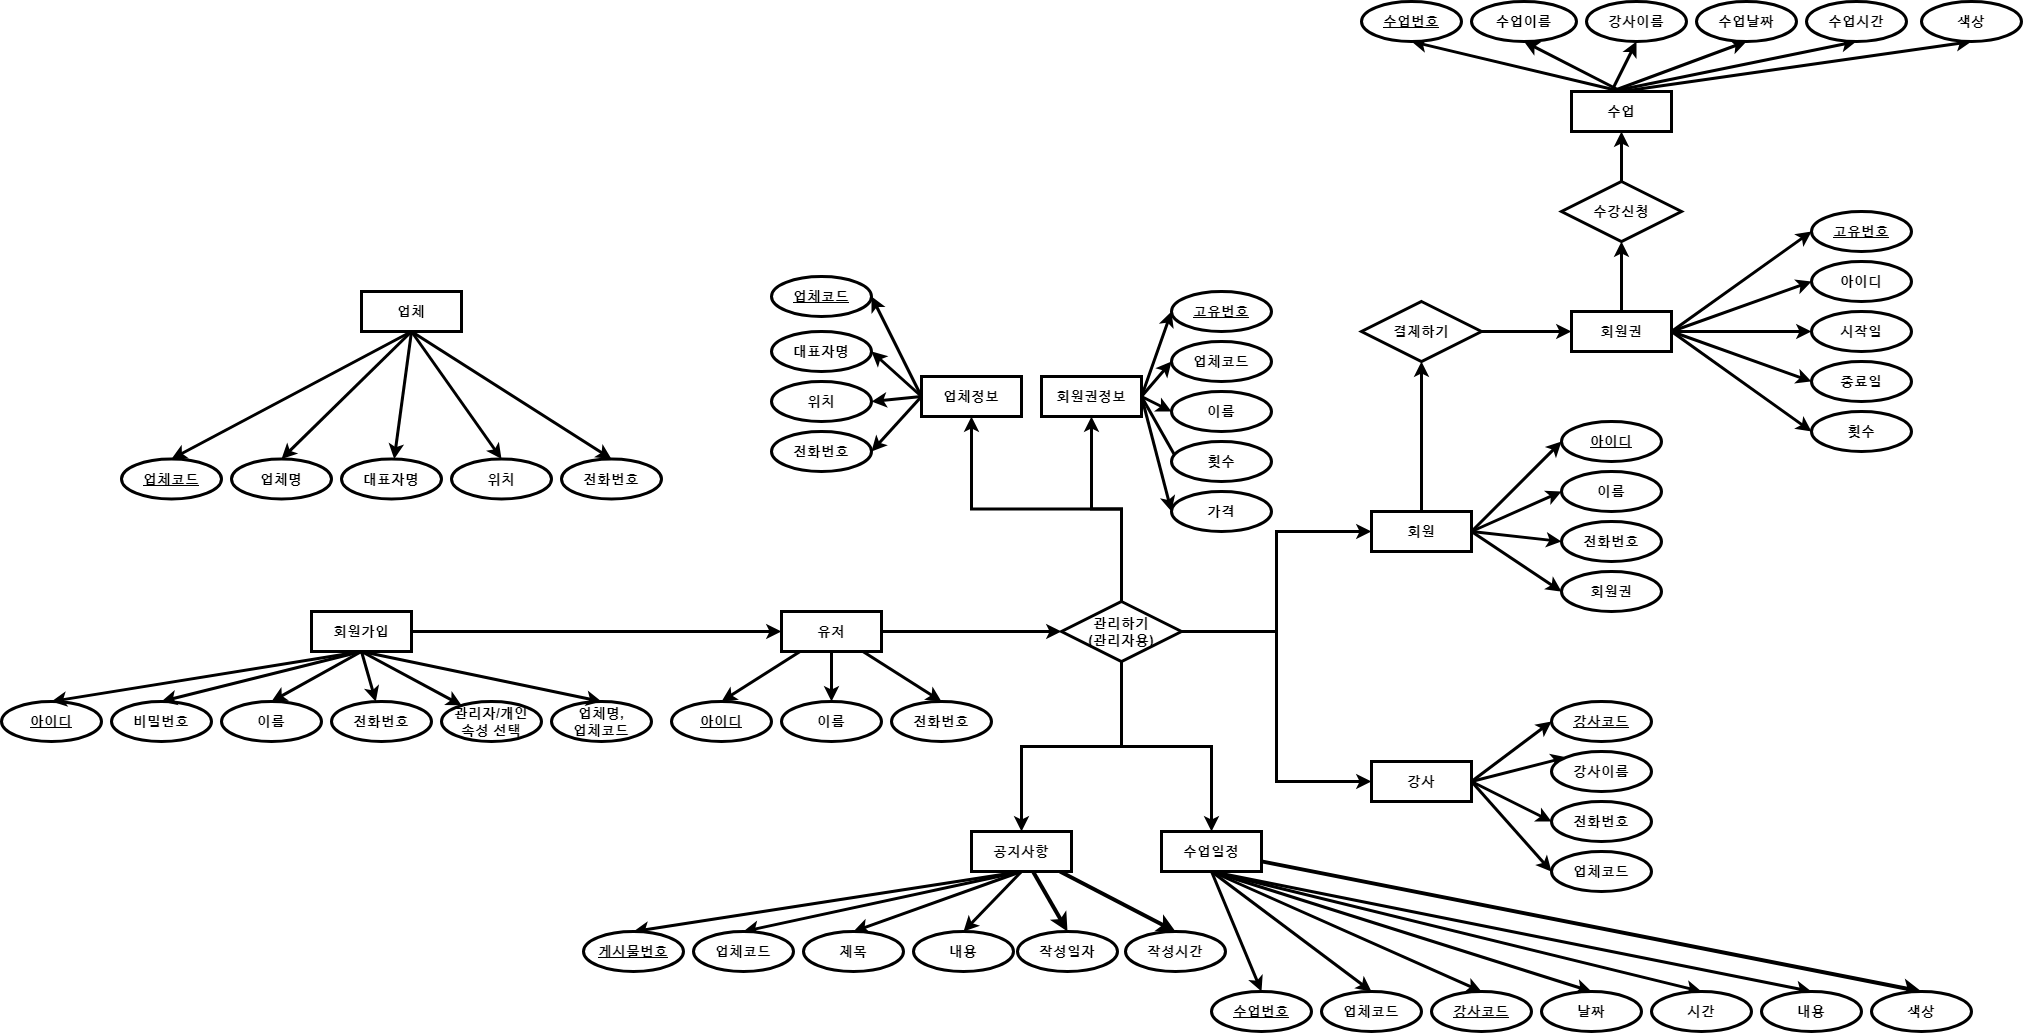 수업번호
수업이름
강사이름
수업날짜
수업시간
색상
수업
수강신청
고유번호
아이디
시작일
종료일
횟수
결제하기
회원권
업체
업체코드
업체명
대표자명
위치
전화번호
업체코드
대표자명
위치
전화번호
업체정보
회원권정보
고유번호
업체코드
이름
횟수
가격
회원
아이디
이름
전화번호
회원권
회원가입
유저
관리하기
(관리자용)
아이디
비밀번호
이름
전화번호
관리자/개인
속성 선택
업체명,
업체코드
아이디
이름
전화번호
강사
강사코드
강사이름
전화번호
업체코드
공지사항
수업일정
게시물번호
업체코드
제목
내용
작성일자
작성시간
수업번호
업체코드
강사코드
날짜
시간
내용
색상